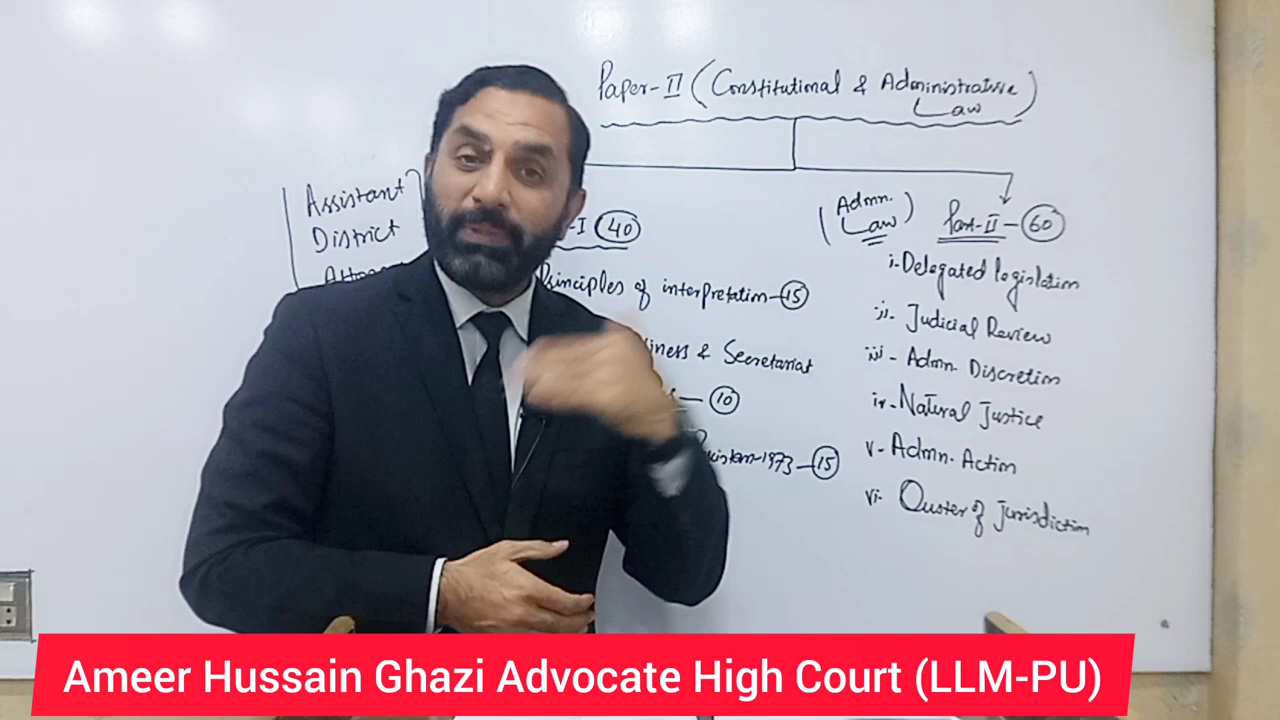 Paper-II (Constitutional & Administrative
Law)
Assistant
District
-I 40
Principles of interpretation-15
iness & Secretariat
10
Pakistan-1973-15
(Admn.
Law)
Part-II-60
i-Delegated legislation
ii- Judicial Review
iii- Admn. Discretion
iv- Natural Justice
v- Admn. Action
vi- Ouster of jurisdiction
Ameer Hussain Ghazi Advocate High Court (LLM-PU)